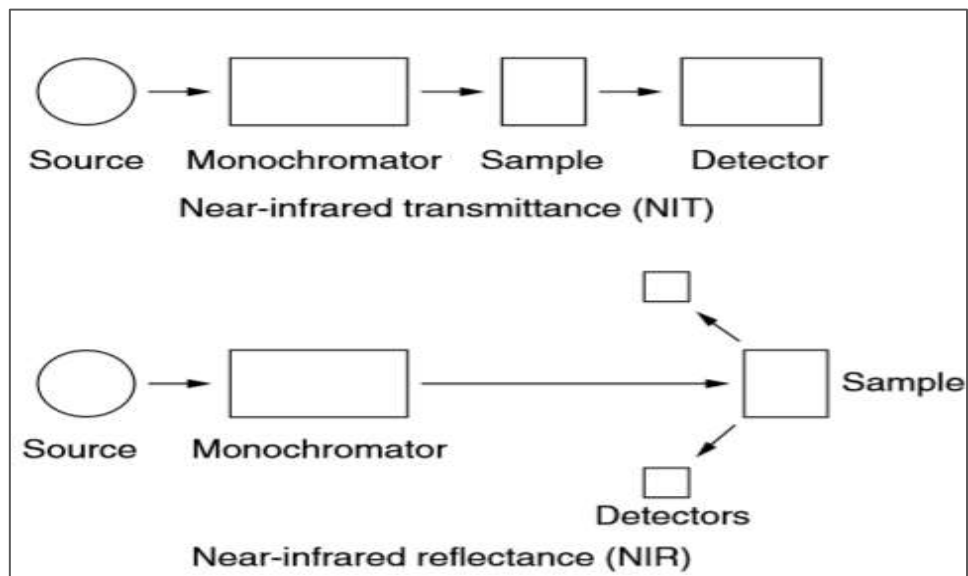 Source Monochromator Sample Detector
Near-infrared transmittance (NIT)
Sample
Source Monochromator
Detectors
Near-infrared reflectance (NIR)